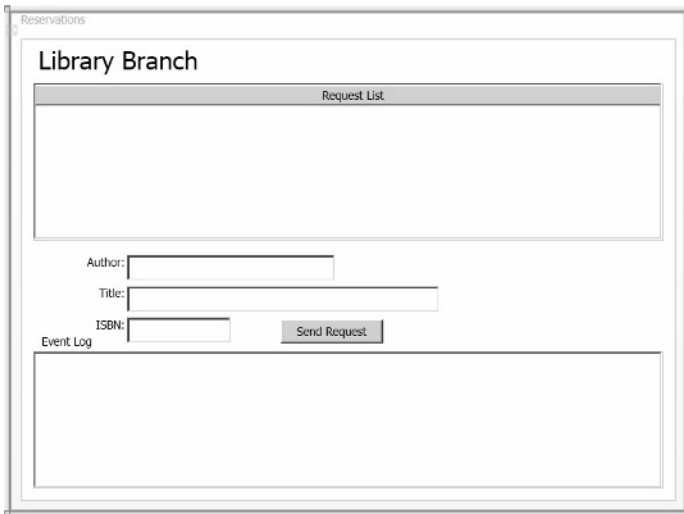 Reservations
Library Branch
Request List
Author:
Title:
ISBN:
Send Request
Event Log